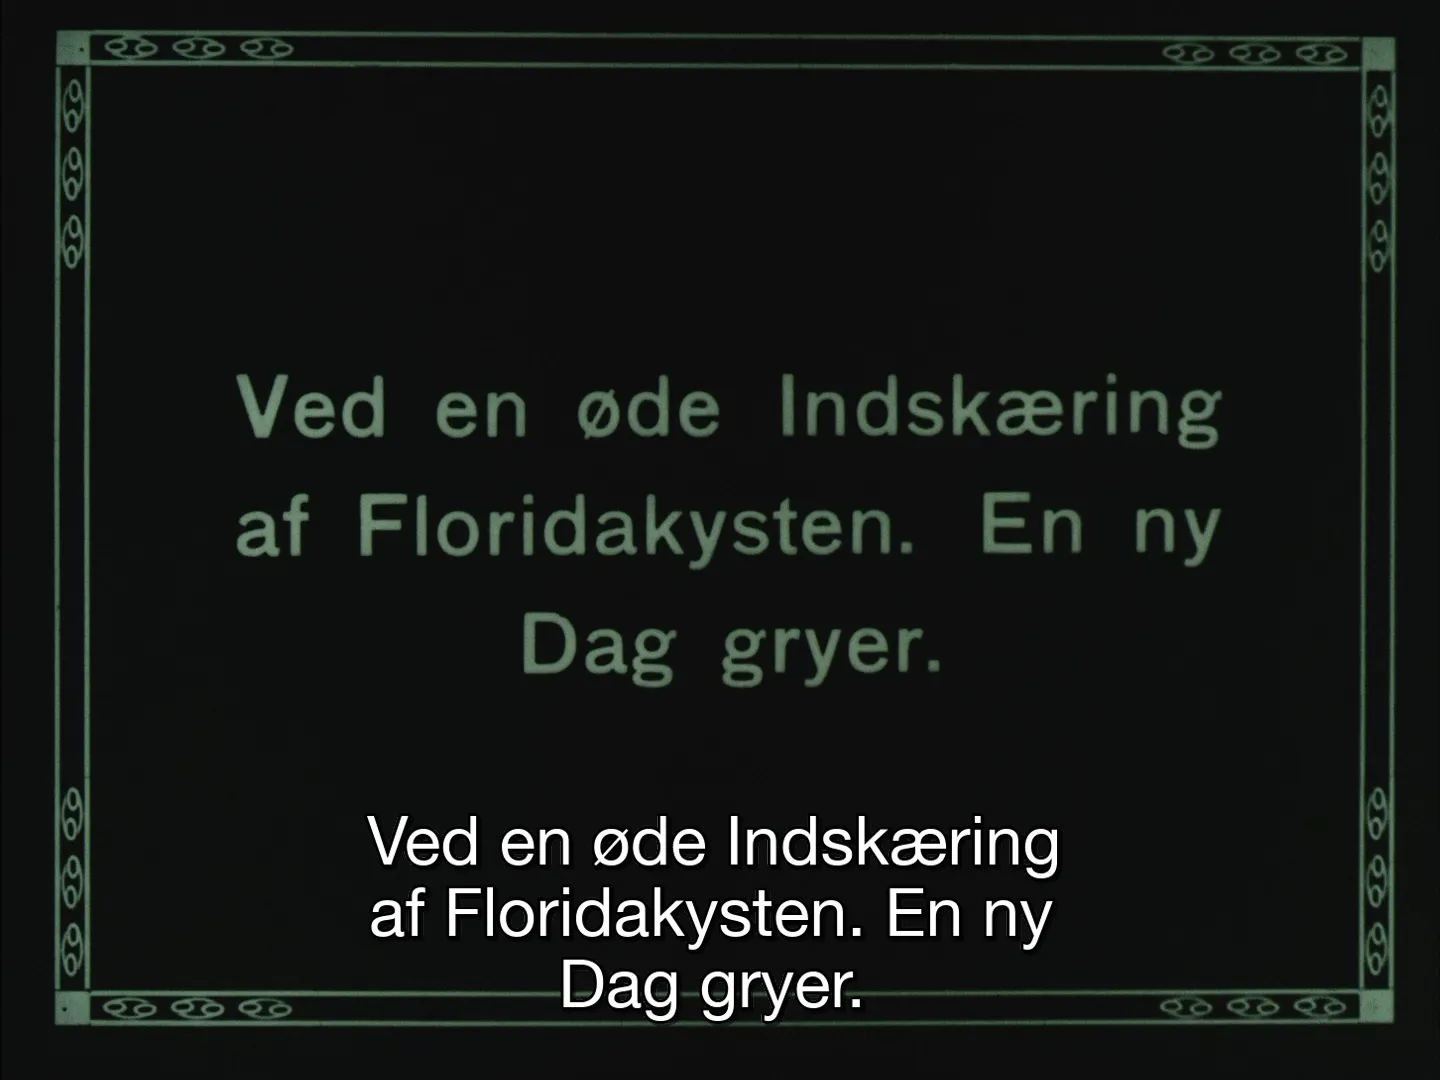 Ved en øde Indskæring
af Floridakysten. En ny
Dag gryer.
Ved en øde Indskæring
af Floridakysten. En ny
Dag gryer.